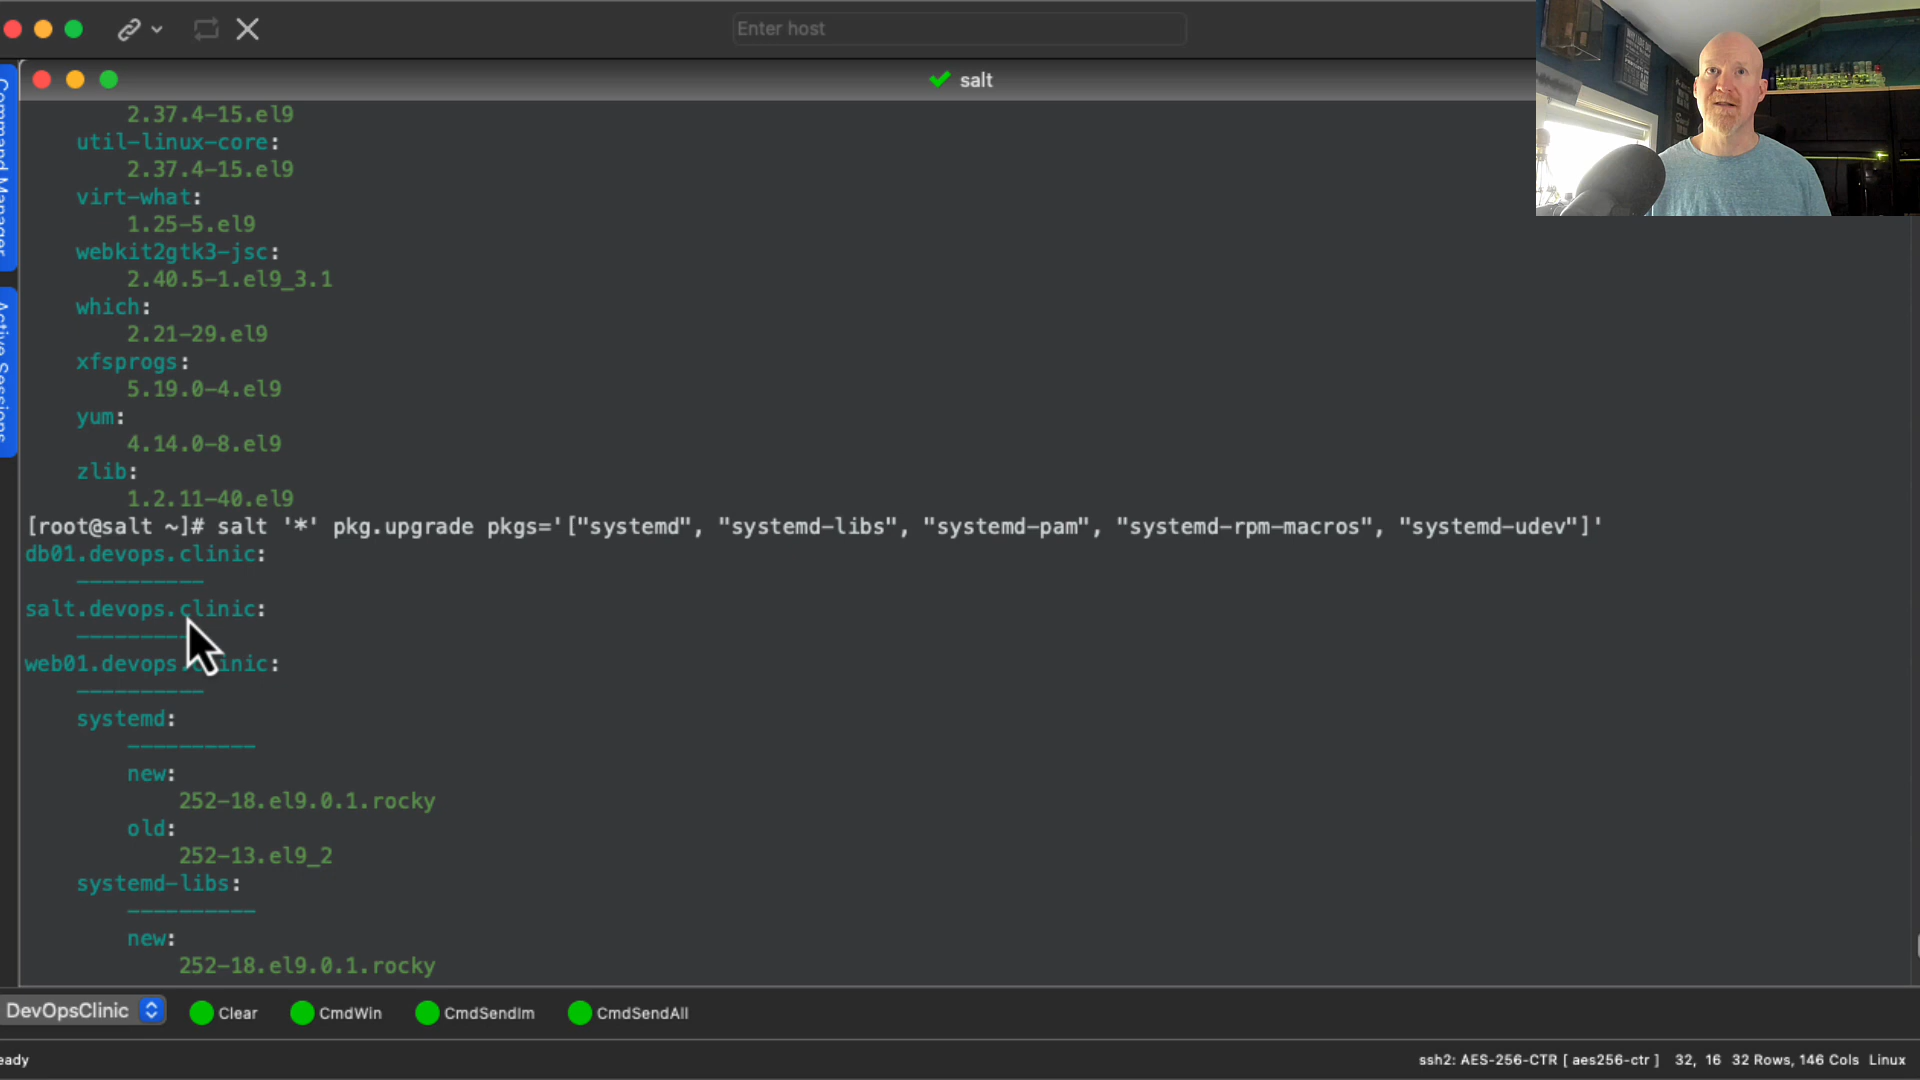 Enter host
salt
Command Manager
Active Sessions
2.37.4-15.el9
util-linux-core:
2.37.4-15.el9
virt-what:
1.25-5.el9
webkit2gtk3-jsc:
2.40.5-1.el9_3.1
which:
2.21-29.el9
xfsprogs:
5.19.0-4.el9
yum:
4.14.0-8.el9
zlib:
1.2.11-40.el9
[root@salt ~]# salt '*' pkg.upgrade pkgs='["systemd", "systemd-libs", "systemd-pam", "systemd-rpm-macros", "systemd-udev"]'
db01.devops.clinic:
----------
salt.devops.clinic:
----------
web01.devops.clinic:
----------
systemd:
----------
new:
252-18.el9.0.1.rocky
old:
252-13.el9_2
systemd-libs:
----------
new:
252-18.el9.0.1.rocky
DevOpsClinic
Clear
CmdWin
CmdSendIm
CmdSendAll
eady
ssh2: AES-256-CTR [ aes256-ctr ] 32, 16 32 Rows, 146 Cols Linux